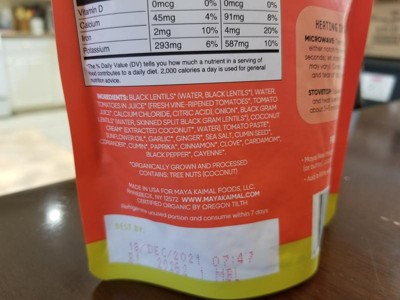 Vitamin D 0mcg 0% 0mcg 0%
Calcium 45mg 4% 91mg 8%
Iron 2mg 10% 4mg 20%
Potassium 293mg 6% 587mg 10%
*The % Daily Value (DV) tells you how much a nutrient in a serving of
food contributes to a daily diet. 2,000 calories a day is used for general
nutrition advice.
INGREDIENTS: BLACK LENTILS* (WATER, BLACK LENTILS*), WATER,
TOMATOES IN JUICE* (FRESH VINE-RIPENED TOMATOES*, TOMATO
JUICE*, CALCIUM CHLORIDE, CITRIC ACID), ONION*, BLACK GRAM
LENTILS* (WATER, SKINNED SPLIT BLACK GRAM LENTILS*), COCONUT
CREAM* (EXTRACTED COCONUT*, WATER), TOMATO PASTE*,
SUNFLOWER OIL*, GARLIC*, GINGER*, SEA SALT, CUMIN SEED*,
CORIANDER*, CUMIN*, PAPRIKA*, CINNAMON*, CLOVE*, CARDAMOM*,
BLACK PEPPER*, CAYENNE*
*ORGANICALLY GROWN AND PROCESSED
CONTAINS: TREE NUTS (COCONUT)
MADE IN USA FOR MAYA KAIMAL FOODS, LLC.
RHINEBECK, NY 12572. WWW.MAYAKAIMAL.COM
CERTIFIED ORGANIC BY OREGON TILTH
Refrigerate unused portion and consume within 7 days
BEST BY
HEATING
MICROWAVE:
STOVETOP:
DEC/2021 07:47